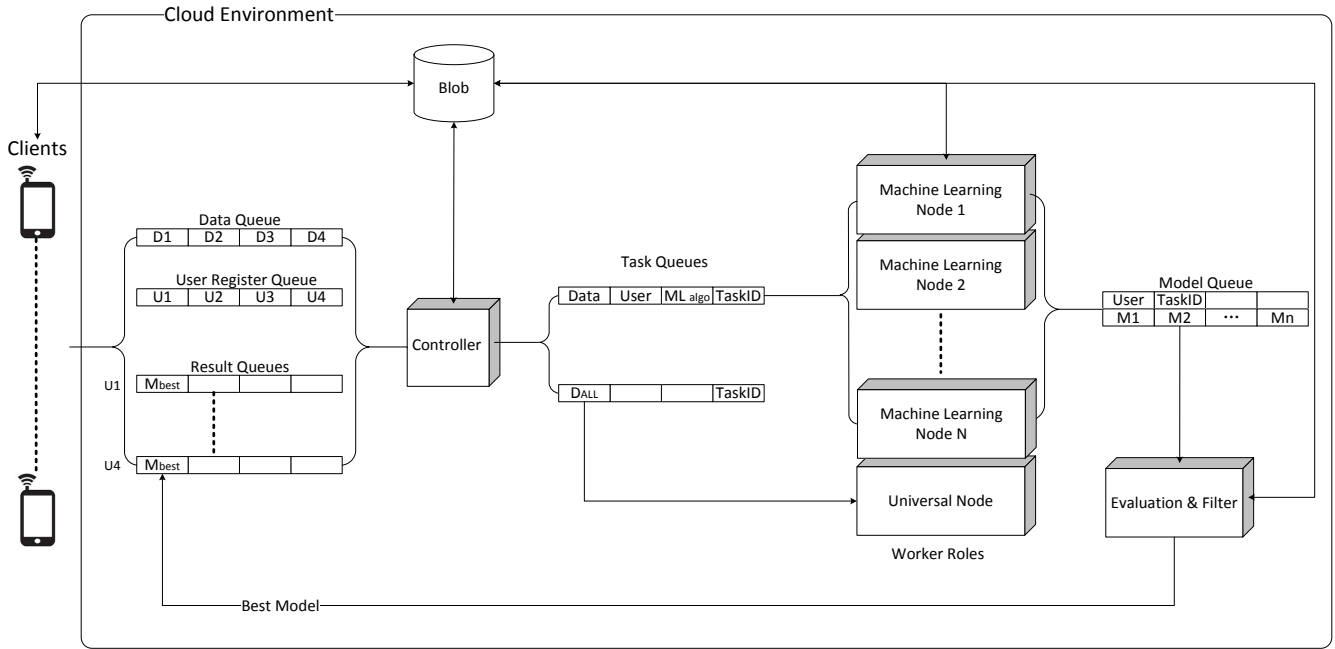 Cloud Environment
Blob
Clients
Data Queue
D1 D2 D3 D4
User Register Queue
U1 U2 U3 U4
Result Queues
U1 Mbest
U4 Mbest
Controller
Task Queues
Data User ML algo TaskID
DALL TaskID
Machine Learning
Node 1
Machine Learning
Node 2
Machine Learning
Node N
Universal Node
Worker Roles
Model Queue
User TaskID
M1 M2 ... Mn
Evaluation & Filter
Best Model